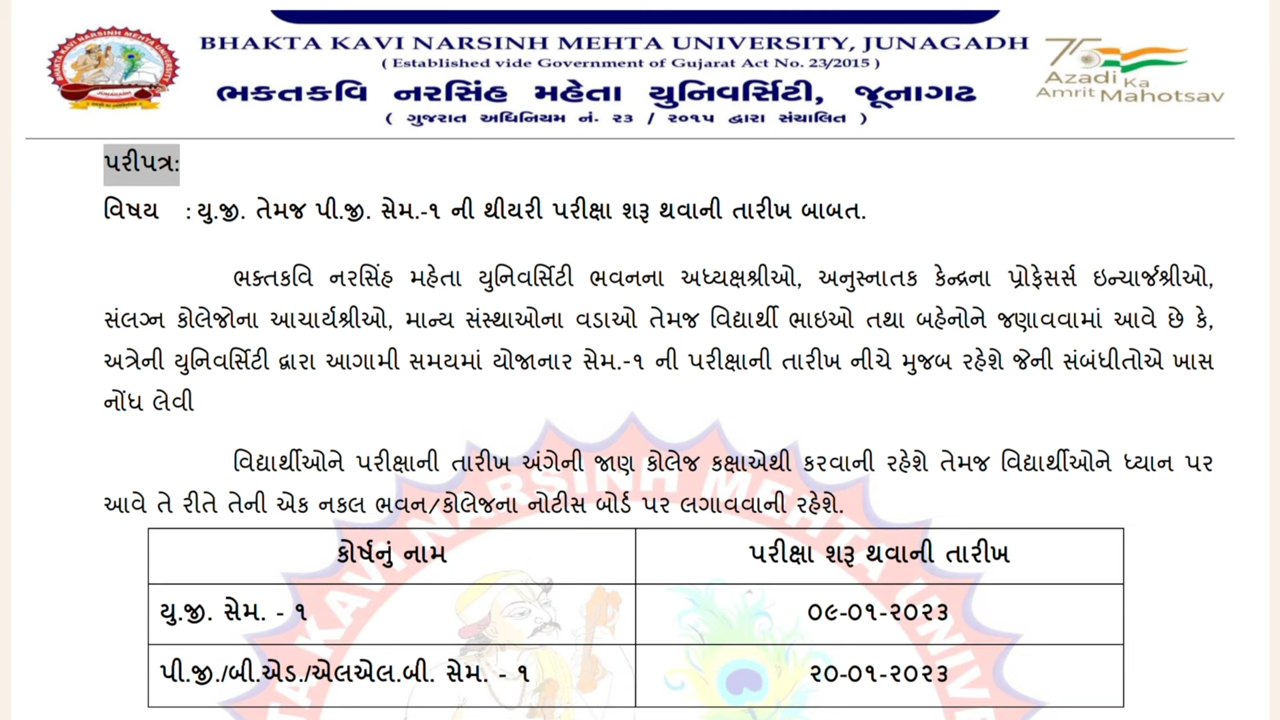 BHAKTA KAVI NARSINH MEHTA UNIVERSITY, JUNAGADH
( Established vide Government of Gujarat Act No. 23/2015 )
ભક્તકવિ નરસિંહ મહેતા યુનિવર્સિટી, જૂનાગઢ
( ગુજરાત અધિનિયમ નં. ૨૩ / ૨૦૧૫ દ્વારા સંચાલિત )
75
Azadi Ka
Amrit Mahotsav
પરીપત્ર:
વિષય : યુ.જી. તેમજ પી.જી. સેમ.-૧ ની થીયરી પરીક્ષા શરૂ થવાની તારીખ બાબત.
ભક્તકવિ નરસિંહ મહેતા યુનિવર્સિટી ભવનના અધ્યક્ષશ્રીઓ, અનુસ્નાતક કેન્દ્રના પ્રોફેસર્સ ઇન્ચાર્જશ્રીઓ,
સંલગ્ન કોલેજોના આચાર્યશ્રીઓ, માન્ય સંસ્થાઓના વડાઓ તેમજ વિદ્યાર્થી ભાઇઓ તથા બહેનોને જણાવવામાં આવે છે કે,
અત્રેની યુનિવર્સિટી દ્વારા આગામી સમયમાં યોજાનાર સેમ.-૧ ની પરીક્ષાની તારીખ નીચે મુજબ રહેશે જેની સંબંધીતોએ ખાસ
નોંધ લેવી
વિદ્યાર્થીઓને પરીક્ષાની તારીખ અંગેની જાણ કોલેજ કક્ષાએથી કરવાની રહેશે તેમજ વિદ્યાર્થીઓને ધ્યાન પર
આવે તે રીતે તેની એક નકલ ભવન/કોલેજના નોટીસ બોર્ડ પર લગાવવાની રહેશે.
કોર્ષનું નામ પરીક્ષા શરૂ થવાની તારીખ
યુ.જી. સેમ. - ૧ ૦૯-૦૧-૨૦૨૩
પી.જી./બી.એડ./એલએલ.બી. સેમ. - ૧ ૨૦-૦૧-૨૦૨૩